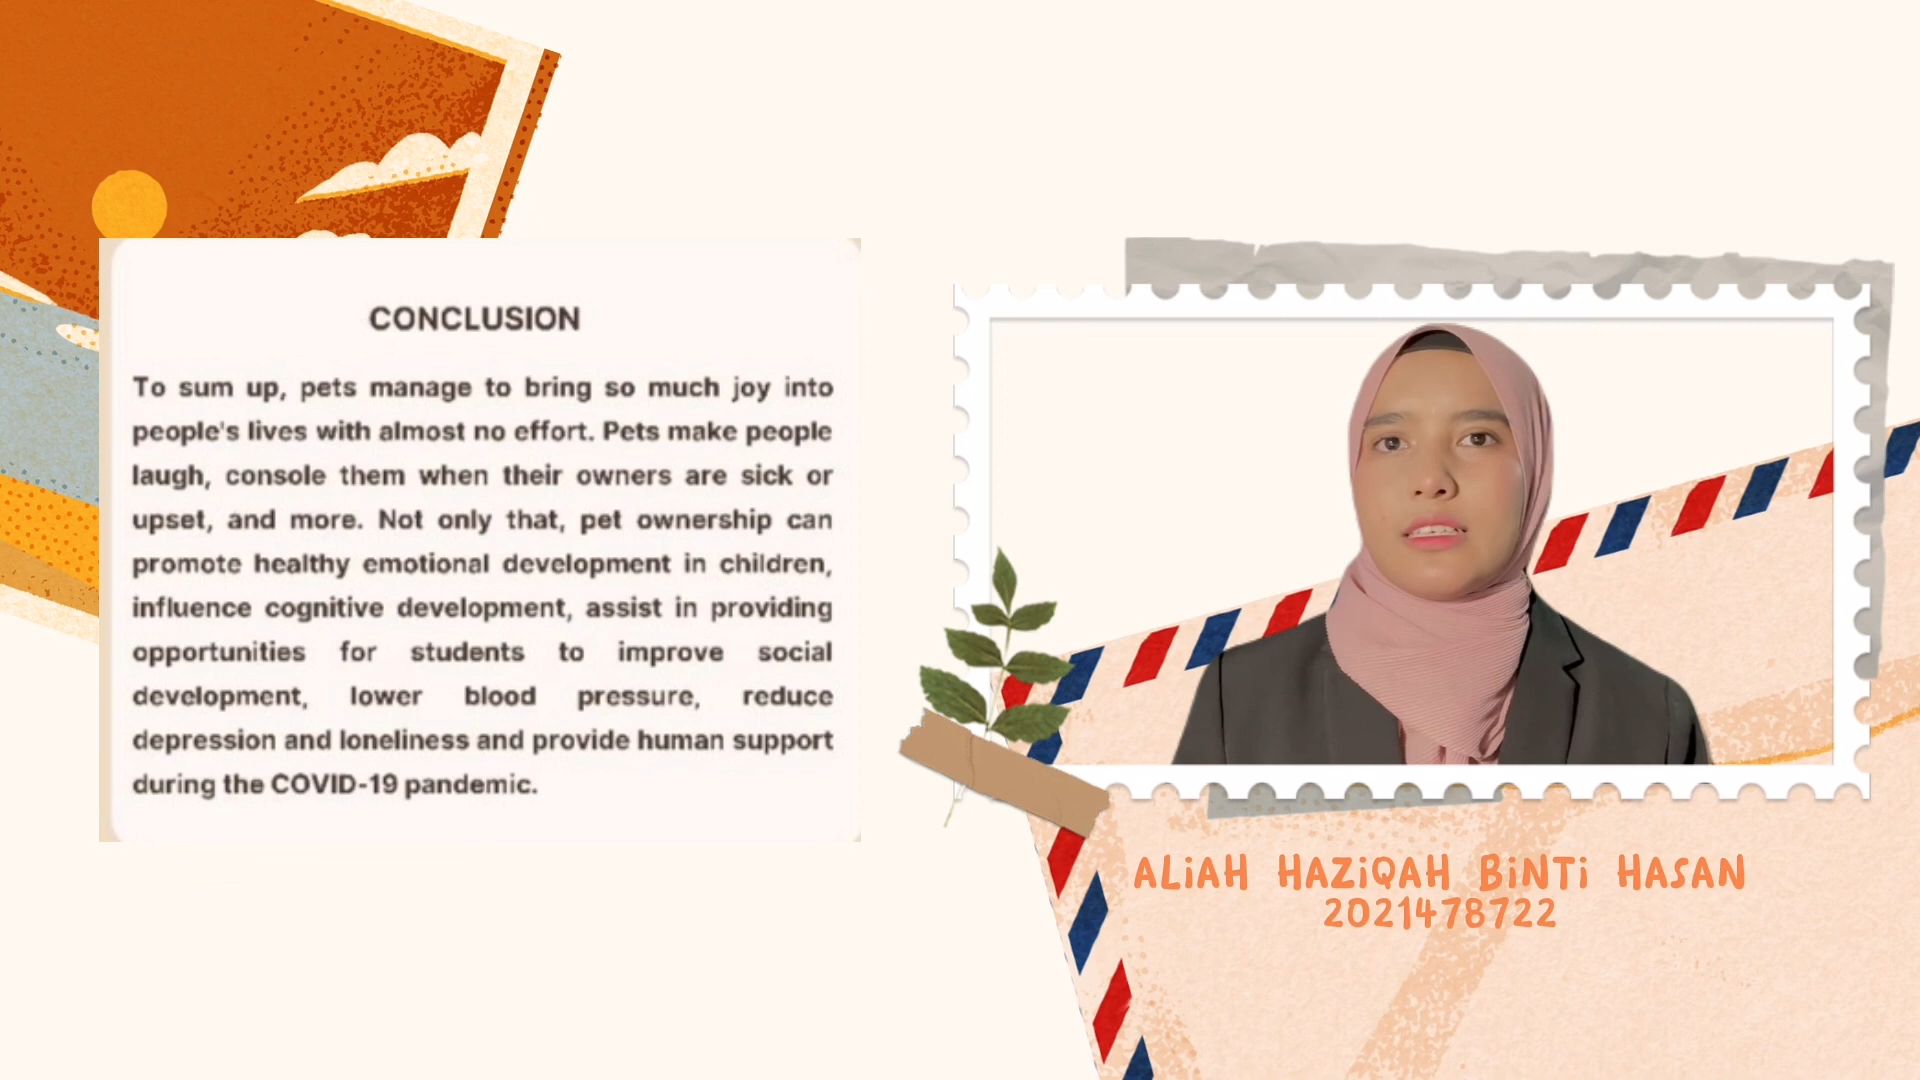 CONCLUSION
To sum up, pets manage to bring so much joy into
people's lives with almost no effort. Pets make people
laugh, console them when their owners are sick or
upset, and more. Not only that, pet ownership can
promote healthy emotional development in children,
influence cognitive development, assist in providing
opportunities for students to improve social
development, lower blood pressure, reduce
depression and loneliness and provide human support
during the COVID-19 pandemic.
ALiAH HAZiQAH BiNTi HASAN
2021478722